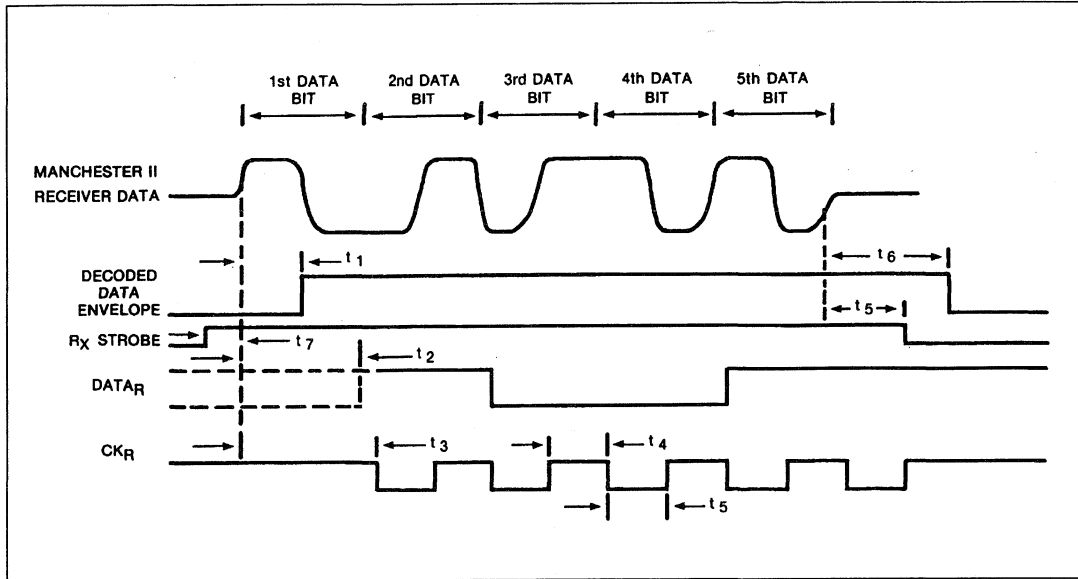 1st DATA BIT
2nd DATA BIT
3rd DATA BIT
4th DATA BIT
5th DATA BIT
MANCHESTER II
RECEIVER DATA
t1
t6
DECODED
DATA
ENVELOPE
t5
RX STROBE
t7
t2
DATAR
t3
t4
CKR
t5